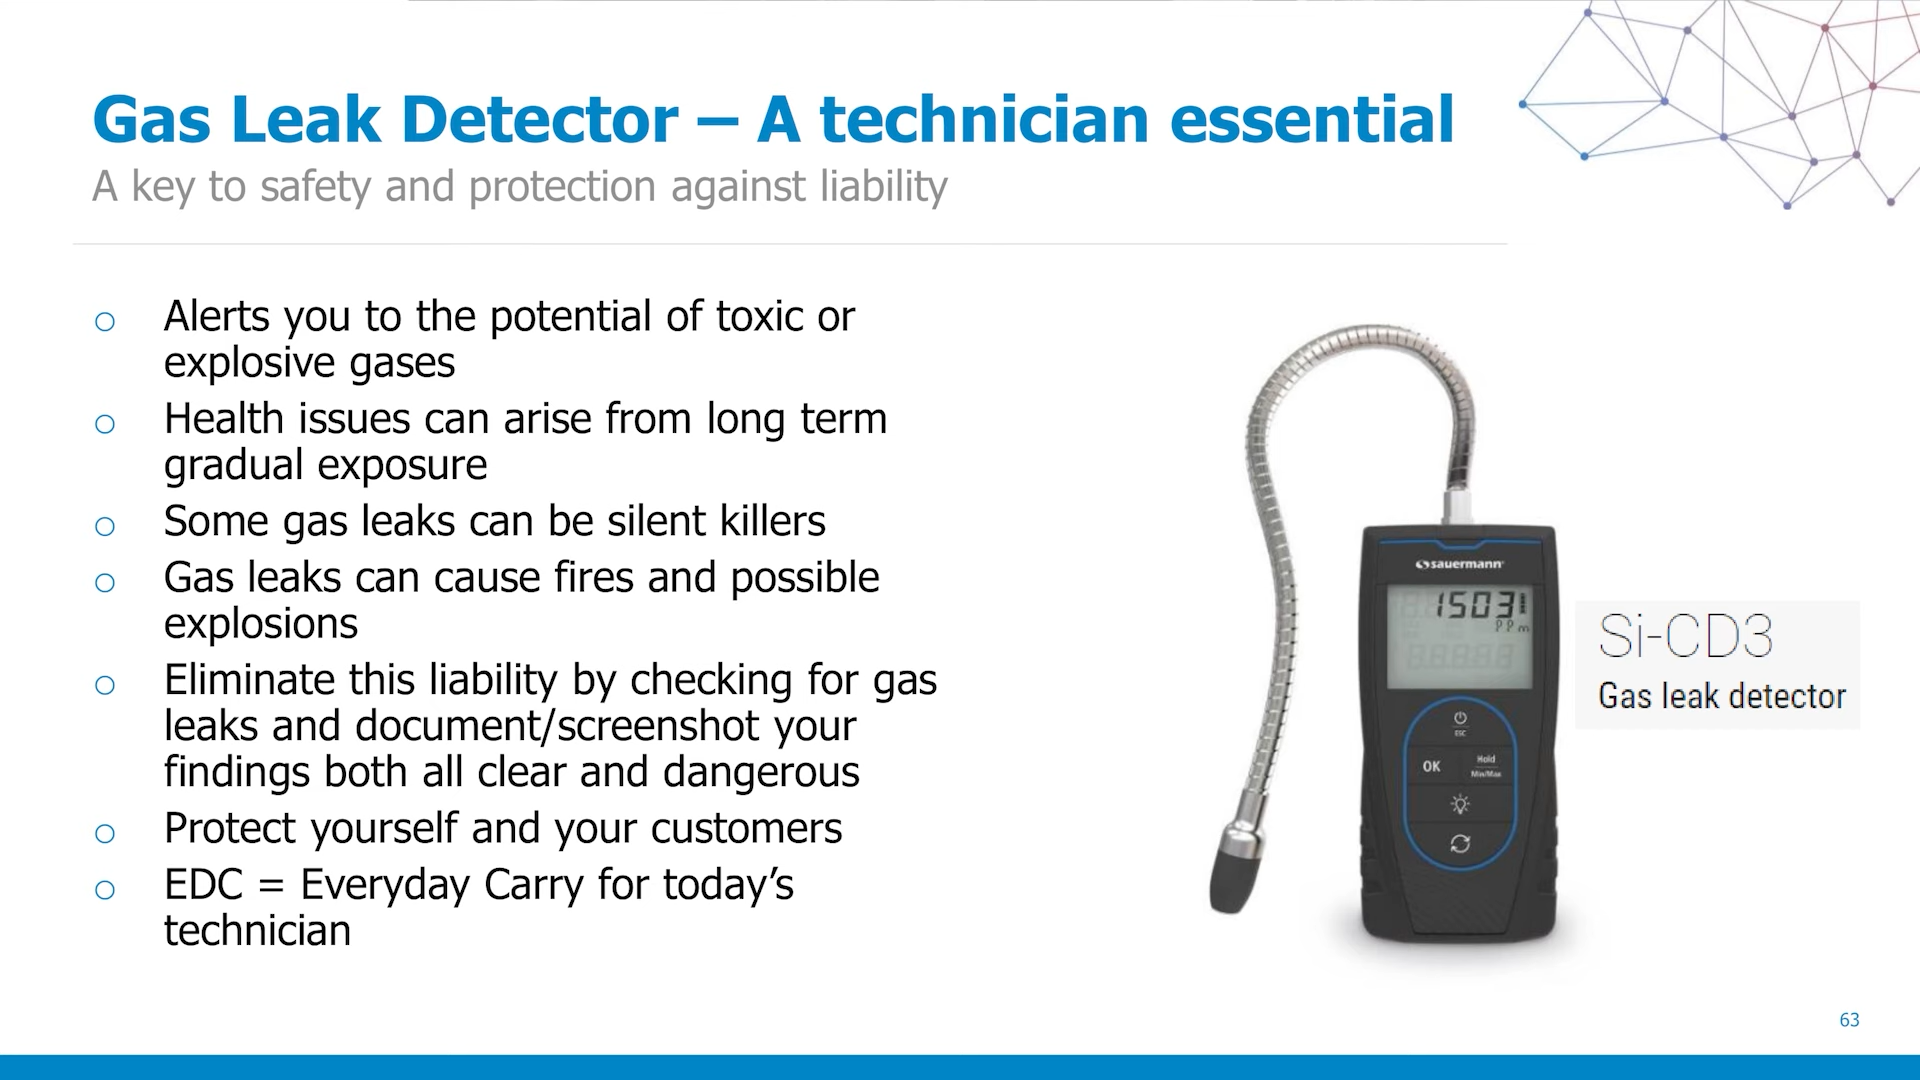 Gas Leak Detector – A technician essential
A key to safety and protection against liability
o Alerts you to the potential of toxic or
explosive gases
o Health issues can arise from long term
gradual exposure
o Some gas leaks can be silent killers
o Gas leaks can cause fires and possible
explosions
o Eliminate this liability by checking for gas
leaks and document/screenshot your
findings both all clear and dangerous
o Protect yourself and your customers
o EDC = Everyday Carry for today’s
technician
sauermann
1503
PPm
ESC
OK
Hold
Min/Max
Si-CD3
Gas leak detector
63